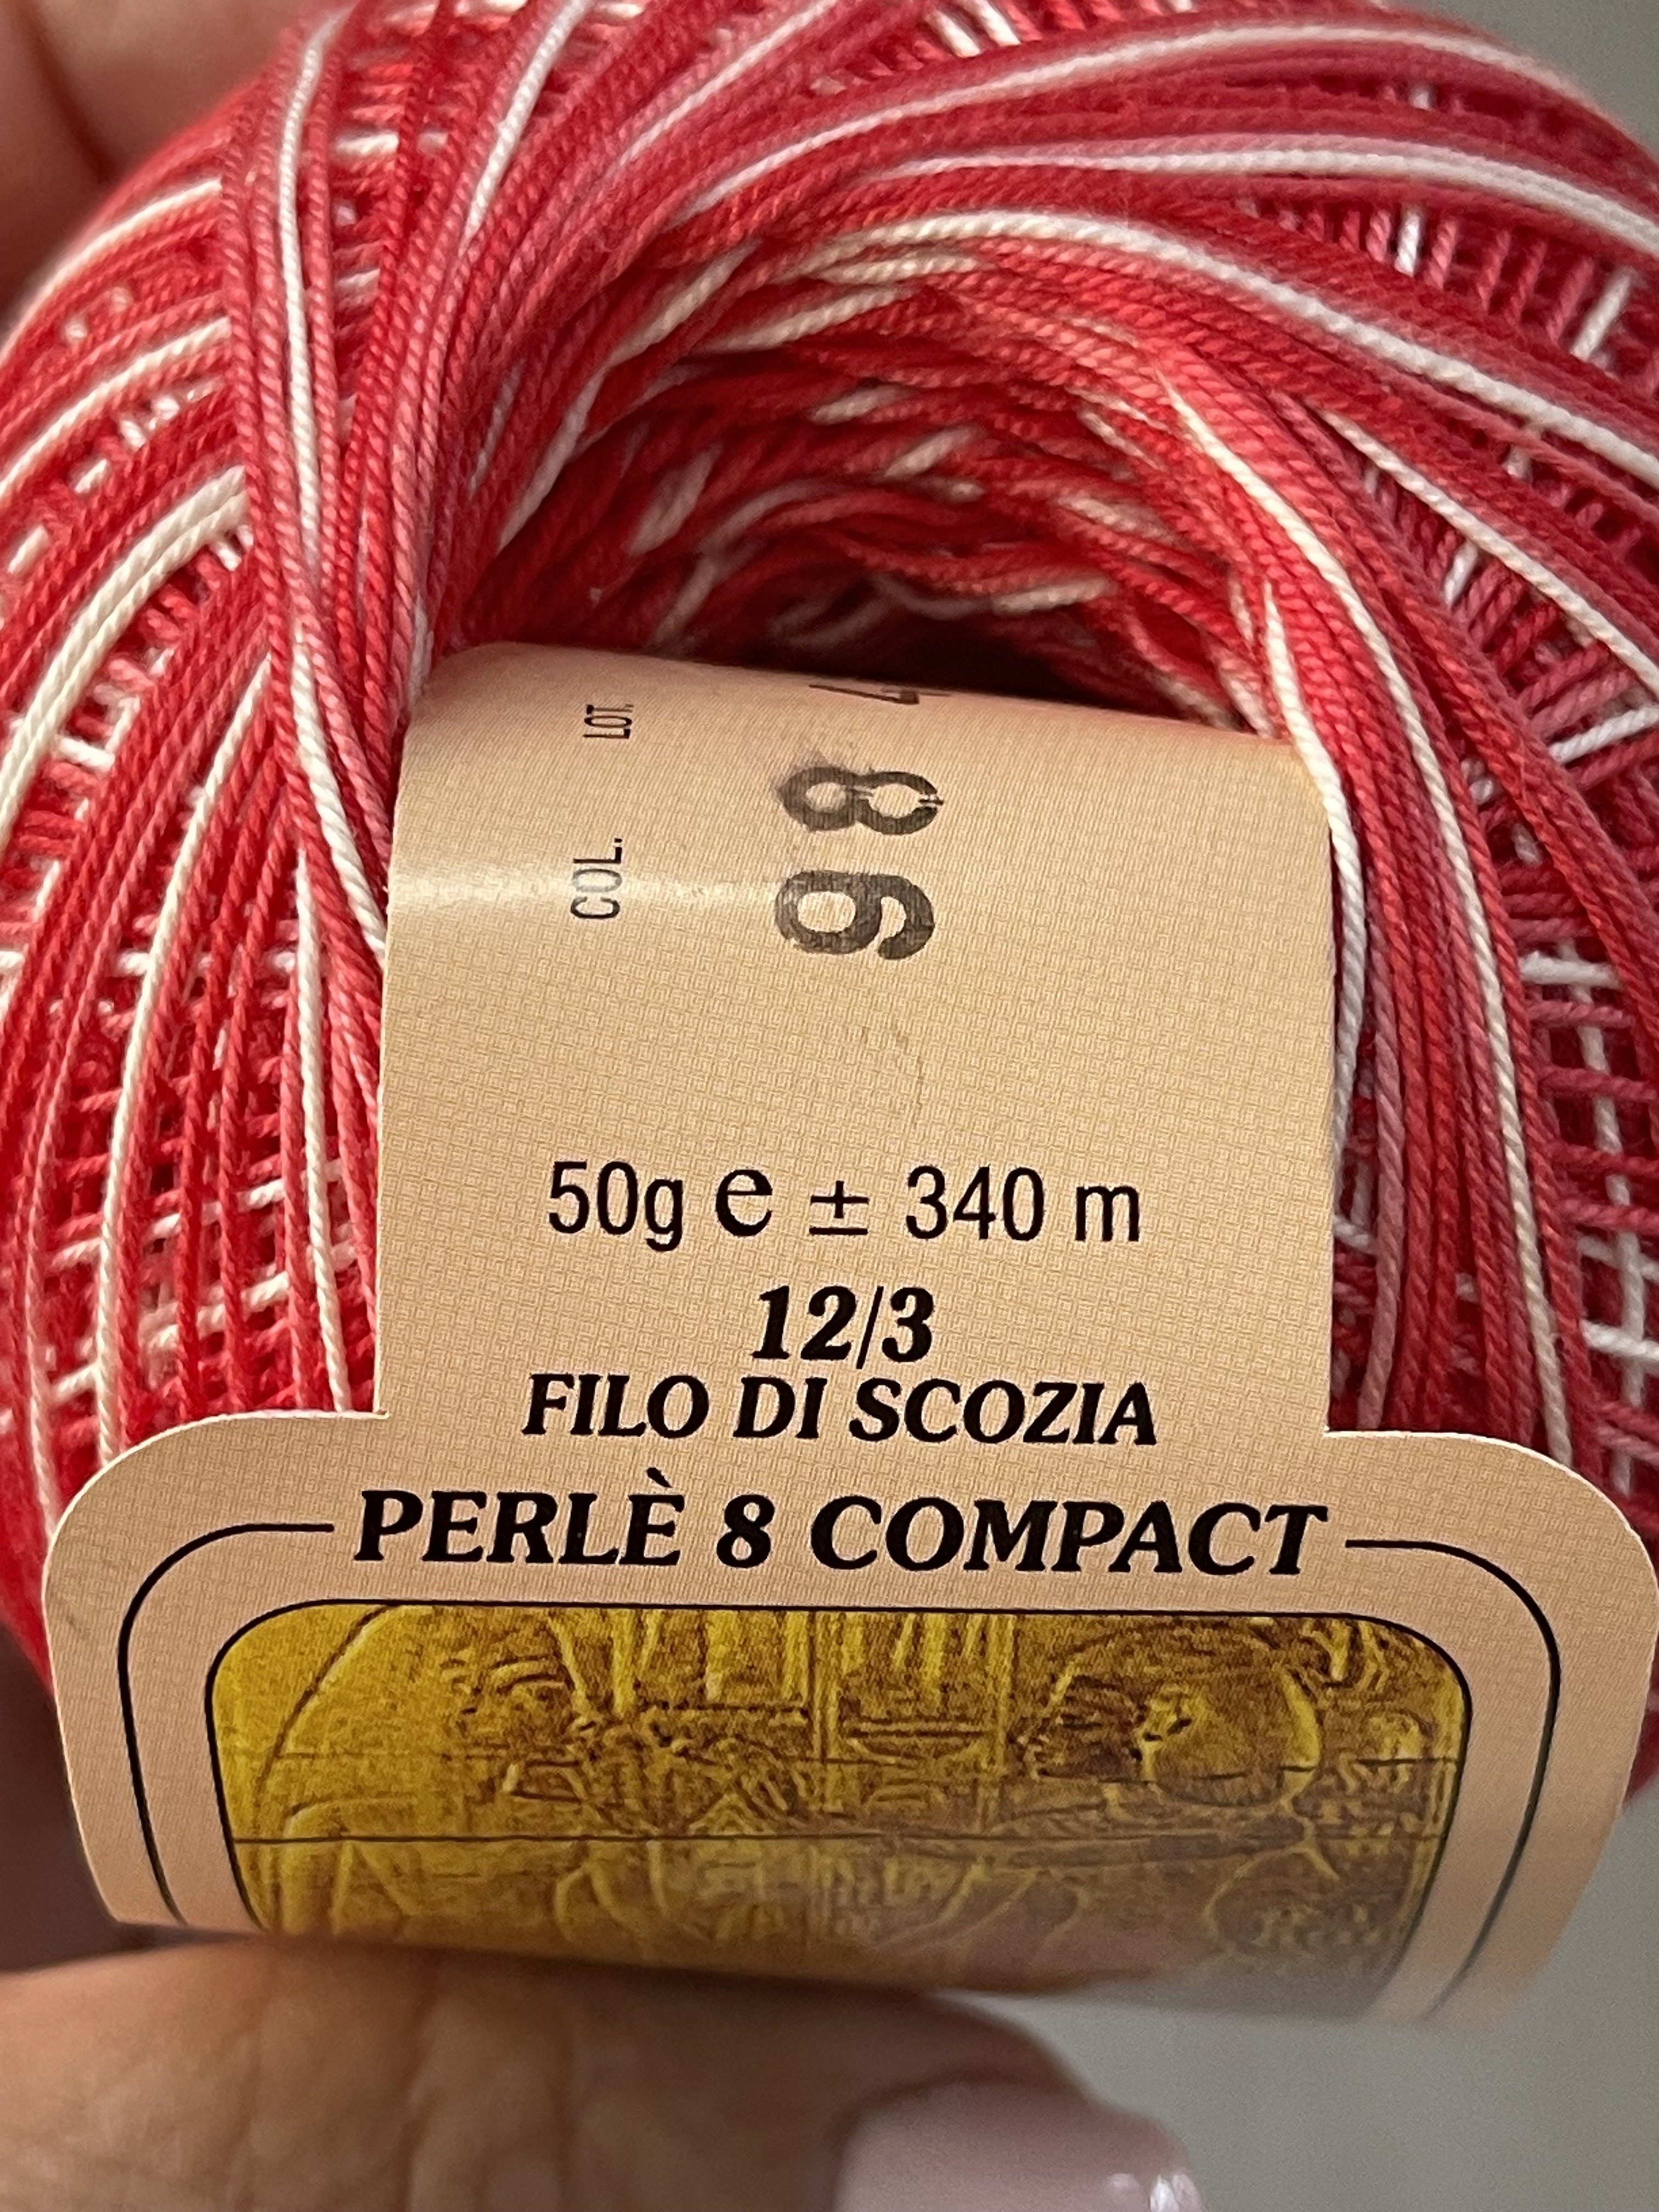 COL. LOT.
98
50g e ± 340 m
12/3
FILO DI SCOZIA
PERLÈ 8 COMPACT